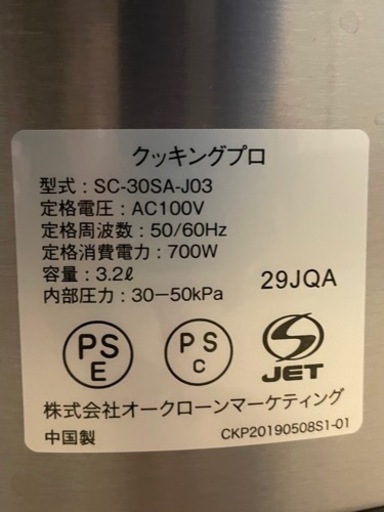 クッキングプロ
型式：SC-30SA-J03
定格電圧：AC100V
定格周波数：50/60Hz
定格消費電力：700W
容量：3.2ℓ
内部圧力：30−50kPa
29JQA
PS
E
PS
C
JET
株式会社オークローンマーケティング
中国製
CKP20190508S1-01